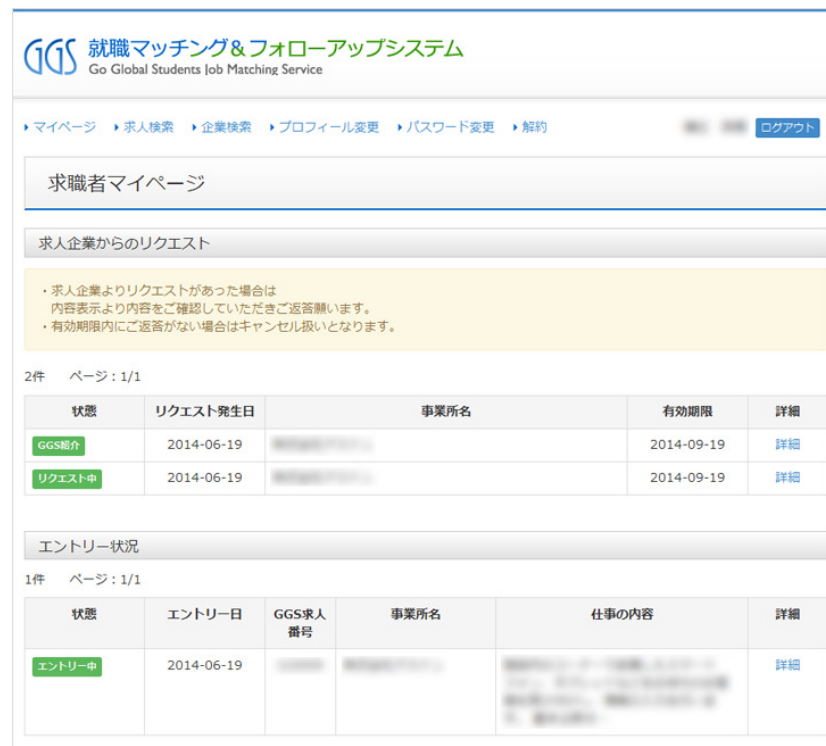 GGS 就職マッチング&フォローアップシステム
Go Global Students Job Matching Service
マイページ 求人検索 企業検索 プロフィール変更 パスワード変更 解約 ログアウト
求職者マイページ
求人企業からのリクエスト
・求人企業よりリクエストがあった場合は
内容表示より内容をご確認していただきご返答願います。
・有効期限内にご返答がない場合はキャンセル扱いとなります。
2件 ページ：1/1
状態 リクエスト発生日 事業所名 有効期限 詳細
GGS紹介 2014-06-19 2014-09-19 詳細
リクエスト中 2014-06-19 2014-09-19 詳細
エントリー状況
1件 ページ：1/1
状態 エントリー日 GGS求人 事業所名 仕事の内容 詳細
番号
エントリー中 2014-06-19 詳細